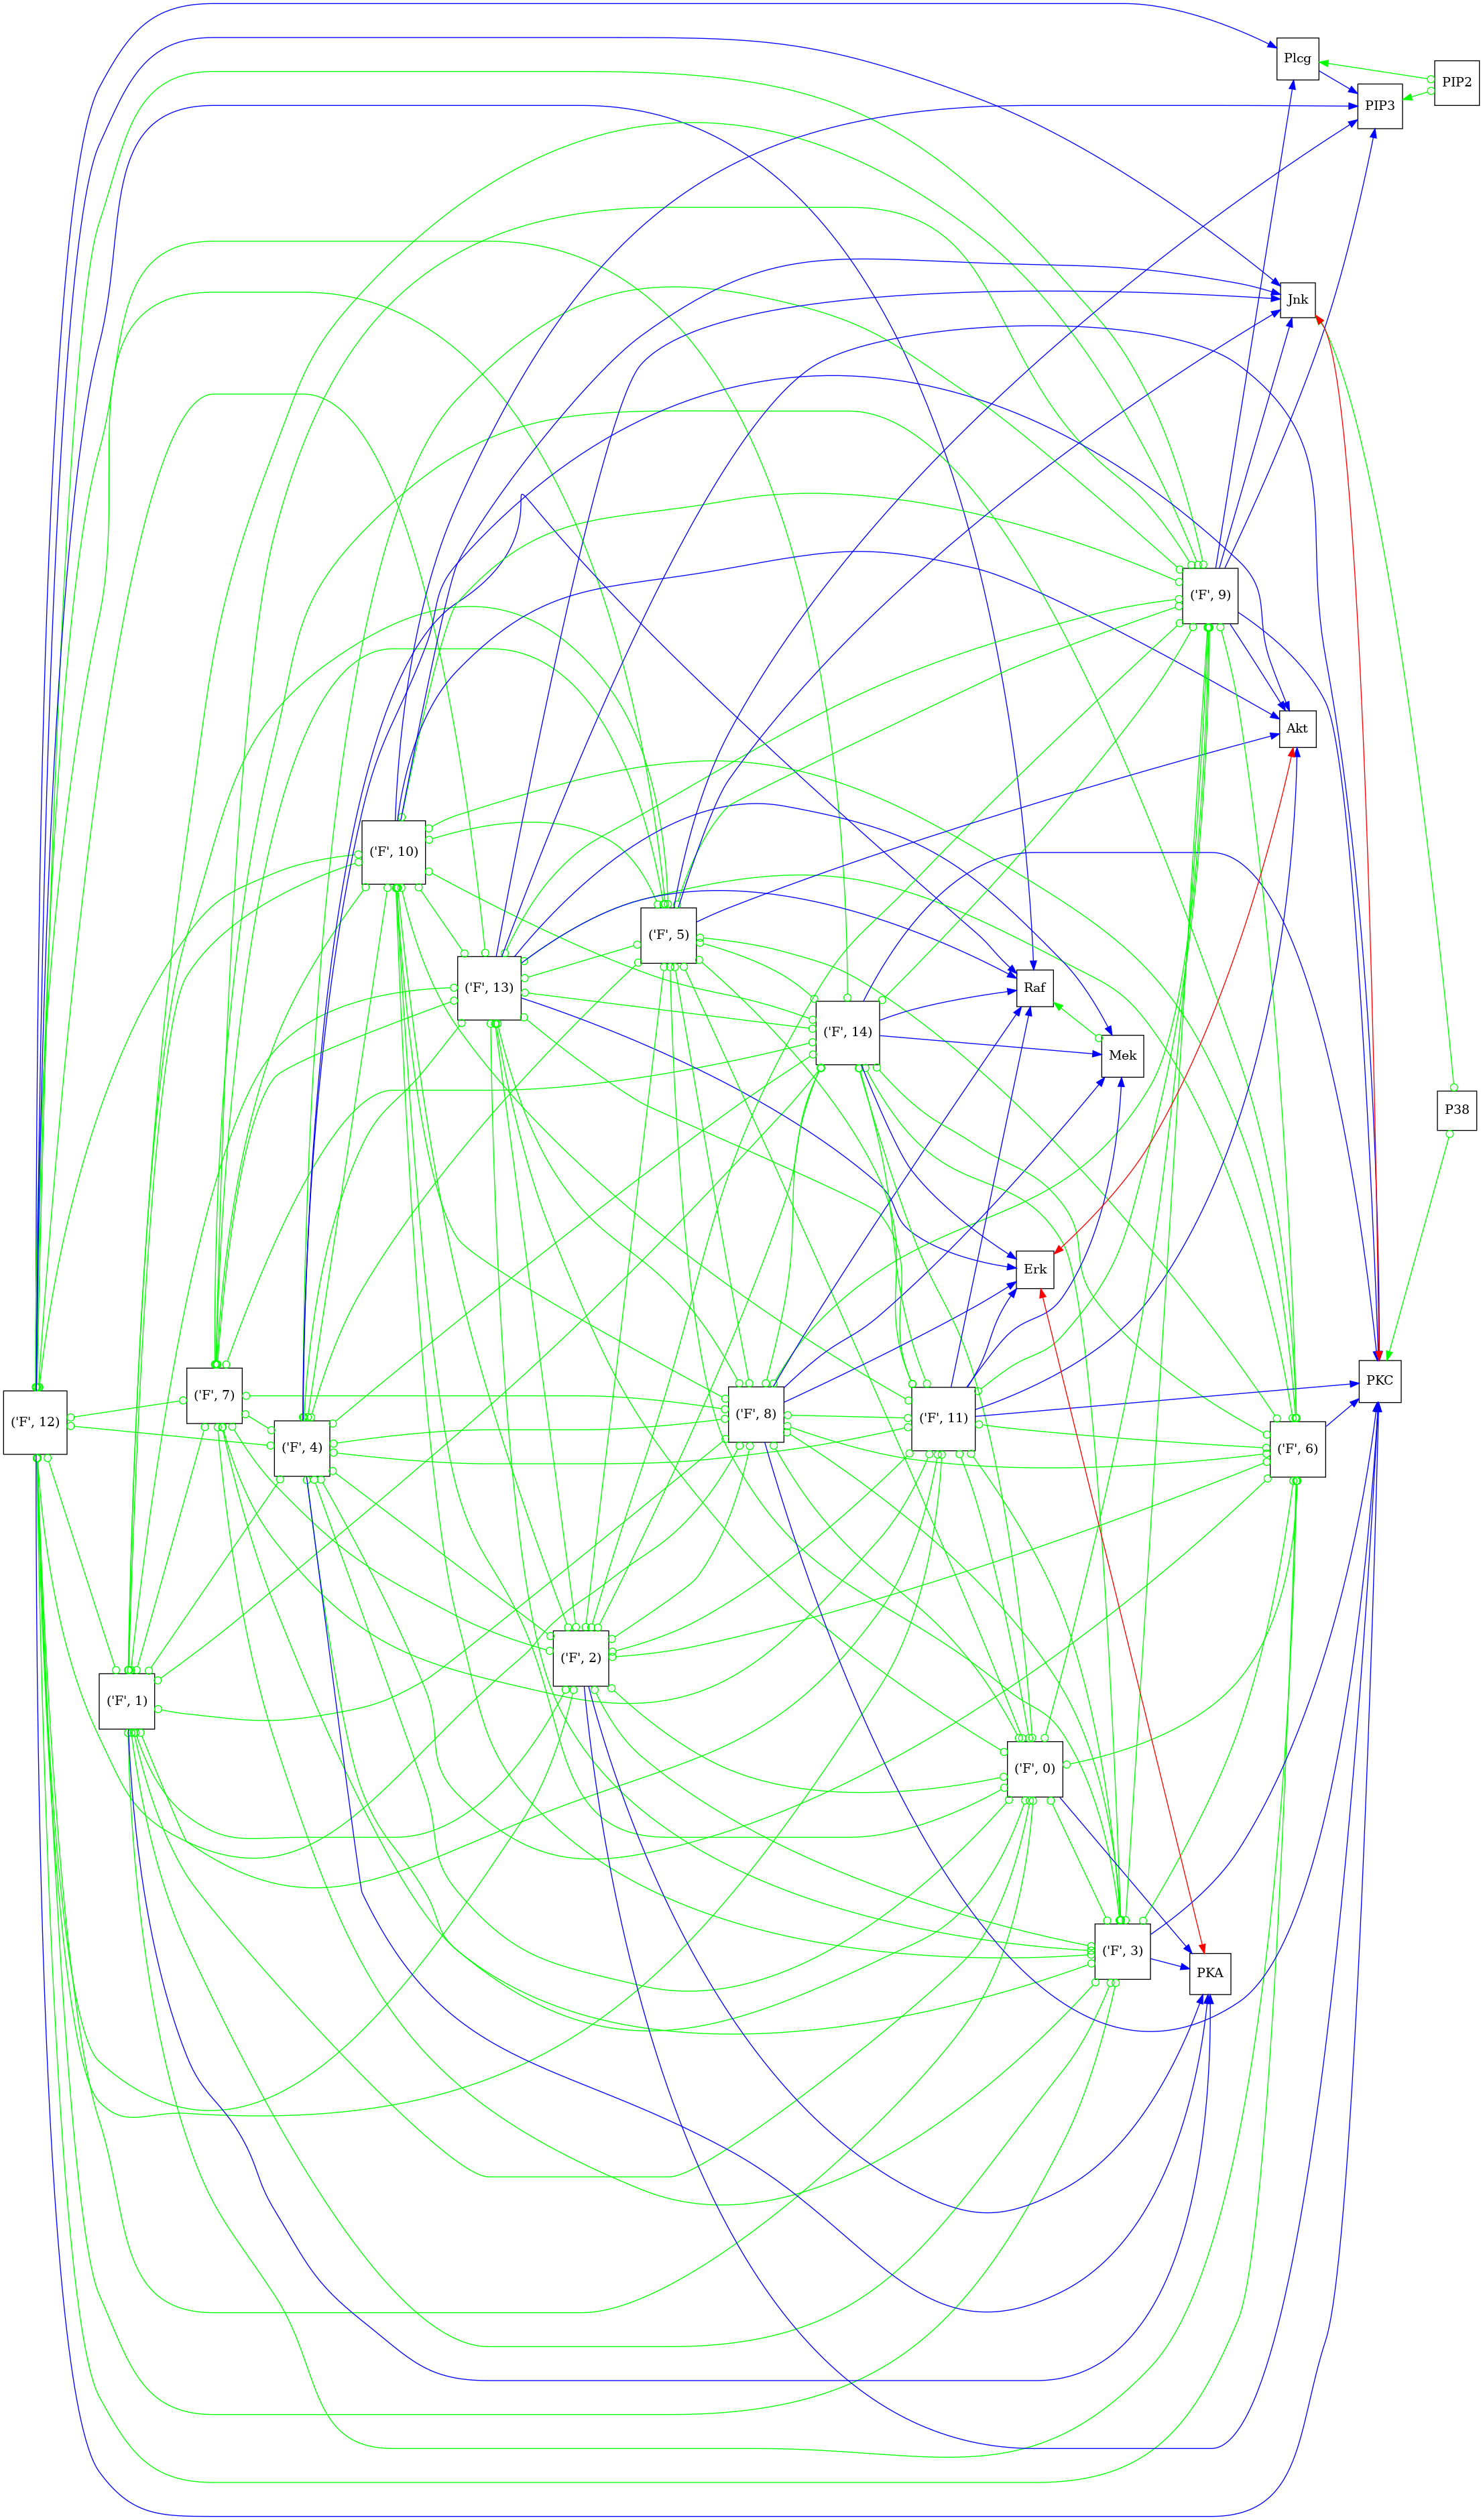 Plcg
PIP2
PIP3
Jnk
('F', 9)
Akt
('F', 10)
('F', 5)
('F', 13)
Raf
('F', 14)
Mek
P38
Erk
PKC
('F', 7)
('F', 12)
('F', 8)
('F', 11)
('F', 4)
('F', 6)
('F', 2)
('F', 1)
('F', 0)
('F', 3)
PKA